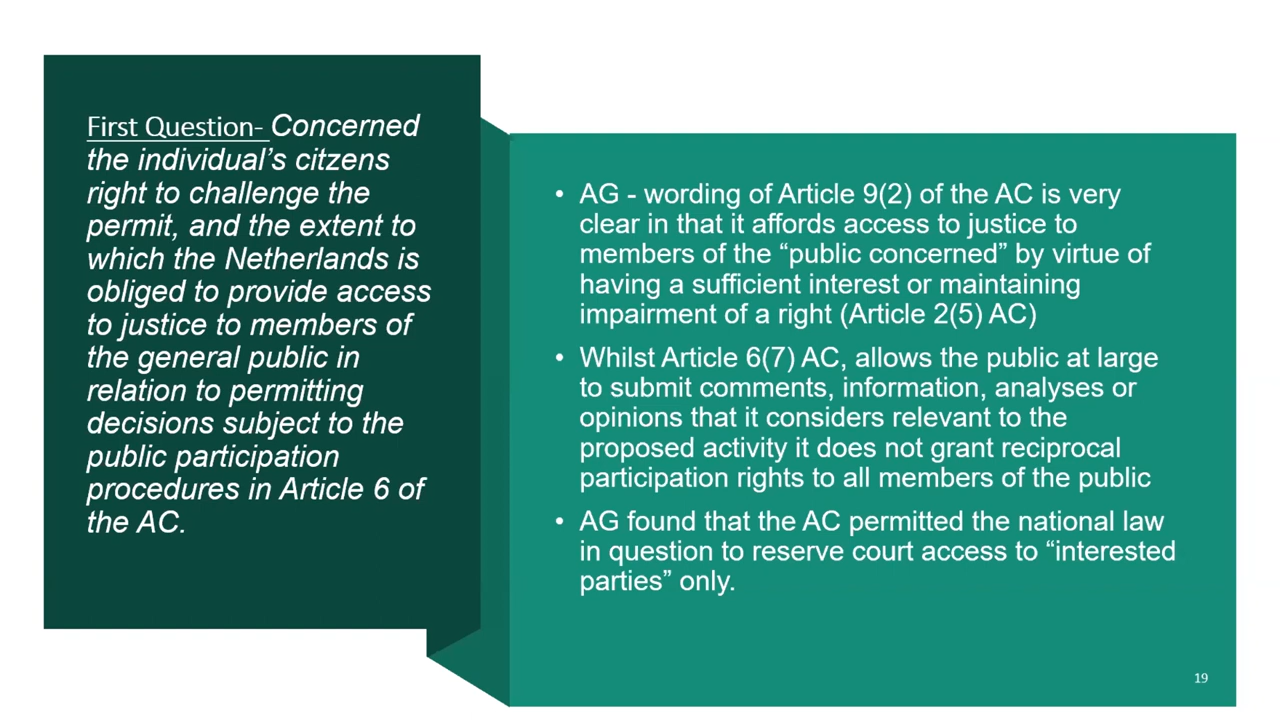 First Question- Concerned
the individual’s citzens
right to challenge the
permit, and the extent to
which the Netherlands is
obliged to provide access
to justice to members of
the general public in
relation to permitting
decisions subject to the
public participation
procedures in Article 6 of
the AC.
• AG - wording of Article 9(2) of the AC is very
clear in that it affords access to justice to
members of the “public concerned” by virtue of
having a sufficient interest or maintaining
impairment of a right (Article 2(5) AC)
• Whilst Article 6(7) AC, allows the public at large
to submit comments, information, analyses or
opinions that it considers relevant to the
proposed activity it does not grant reciprocal
participation rights to all members of the public
• AG found that the AC permitted the national law
in question to reserve court access to “interested
parties” only.
19